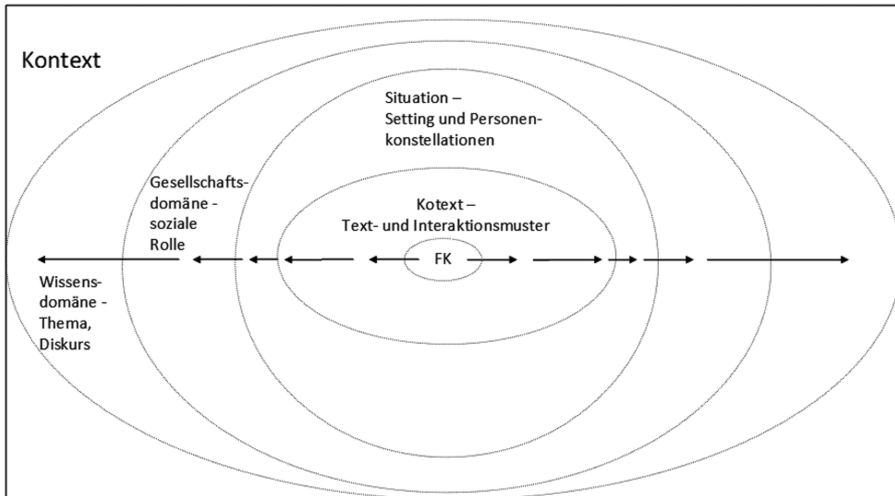 Kontext
Situation –
Setting und Personen-
konstellationen
Gesellschafts-
domäne -
soziale
Rolle
Kotext –
Text- und Interaktionsmuster
FK
Wissens-
domäne -
Thema,
Diskurs